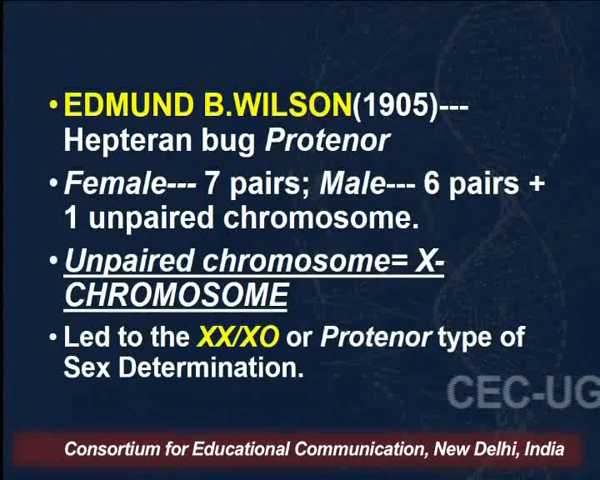 • EDMUND B.WILSON(1905)---
Hepteran bug Protenor
• Female--- 7 pairs; Male--- 6 pairs +
1 unpaired chromosome.
• Unpaired chromosome= X-
CHROMOSOME
• Led to the XX/XO or Protenor type of
Sex Determination.
CEC-UG
Consortium for Educational Communication, New Delhi, India